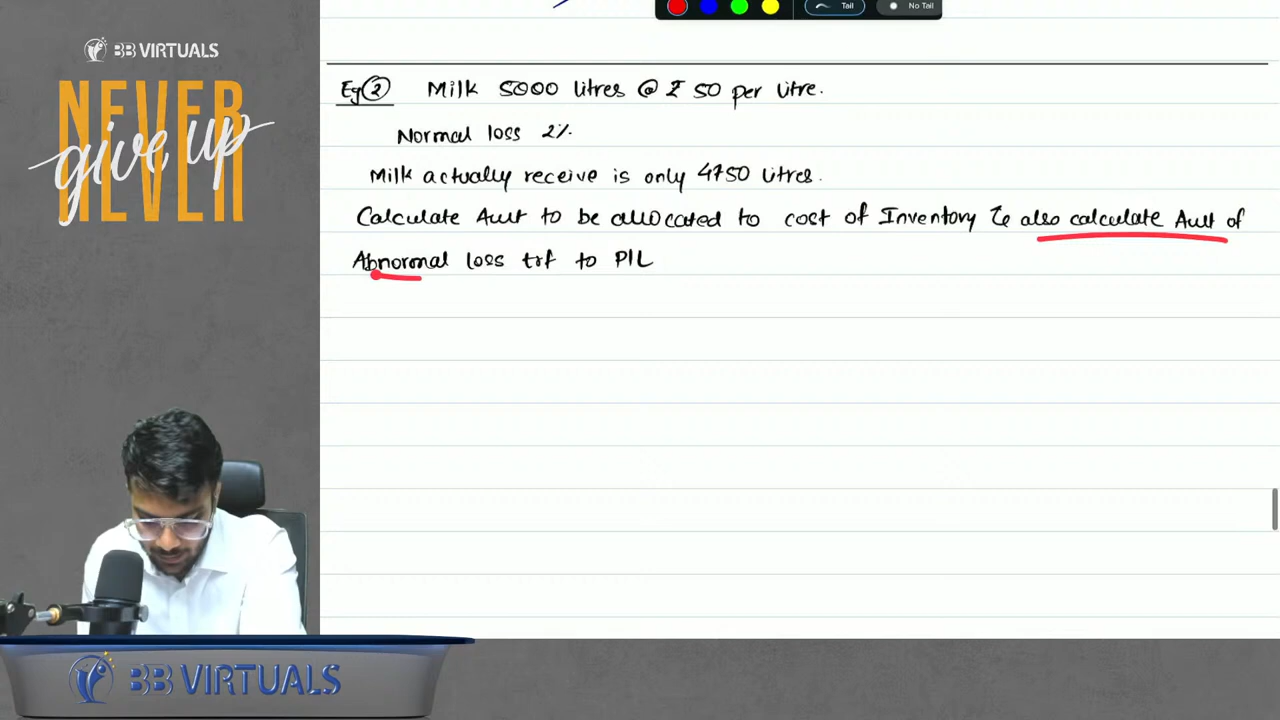 Tail
No Tail
BB VIRTUALS
NEVER
give up
NEVER
Eg ② Milk 5000 litres @ ₹ 50 per litre.
Normal loss 2%
Milk actually receive is only 4750 litres.
Calculate Amt to be allocated to cost of Inventory & also calculate Amt of
Abnormal loss trf to P/L
BB VIRTUALS